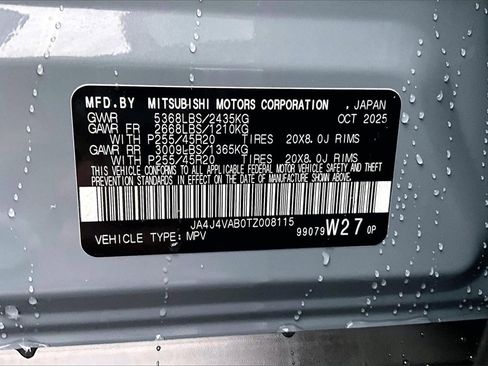 MFD.BY MITSUBISHI MOTORS CORPORATION , JAPAN
GWR 5368LBS/2435KG OCT 2025
GAWR FR 2668LBS/1210KG
WITH P255/45R20 TIRES 20X8.0J RIMS
GAWR RR 3009LBS/1365KG
WITH P255/45R20 TIRES 20X8.0J RIMS
THIS VEHICLE CONFORMS TO ALL APPLICABLE FEDERAL MOTOR VEHICLE SAFETY AND THEFT
PREVENTION STANDARDS IN EFFECT ON THE DATE OF MANUFACTURE SHOWN ABOVE.
JA4J4VAB0TZ008115
VEHICLE TYPE: MPV 99079 W27 0P